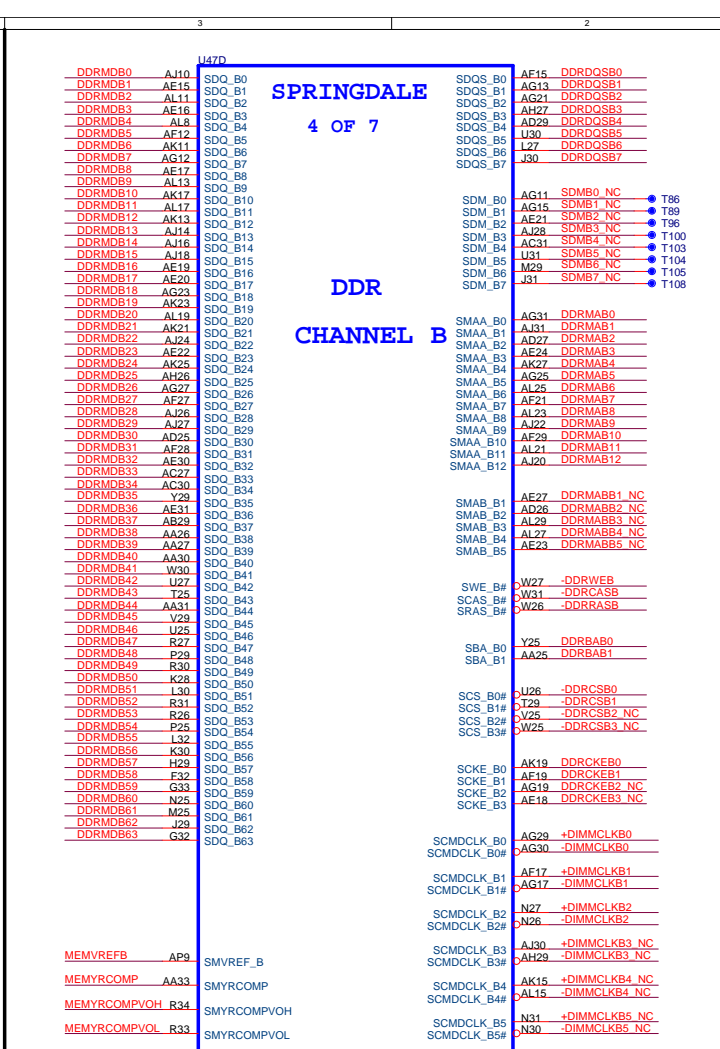 3 2
U47D
SPRINGDALE
4 OF 7
DDR
CHANNEL B
DDRMDB0 AJ10 SDQ_B0
DDRMDB1 AE15 SDQ_B1
DDRMDB2 AL11 SDQ_B2
DDRMDB3 AE16 SDQ_B3
DDRMDB4 AL8 SDQ_B4
DDRMDB5 AF12 SDQ_B5
DDRMDB6 AK11 SDQ_B6
DDRMDB7 AG12 SDQ_B7
DDRMDB8 AE17 SDQ_B8
DDRMDB9 AL13 SDQ_B9
DDRMDB10 AK17 SDQ_B10
DDRMDB11 AL17 SDQ_B11
DDRMDB12 AK13 SDQ_B12
DDRMDB13 AJ14 SDQ_B13
DDRMDB14 AJ16 SDQ_B14
DDRMDB15 AJ18 SDQ_B15
DDRMDB16 AE19 SDQ_B16
DDRMDB17 AE20 SDQ_B17
DDRMDB18 AG23 SDQ_B18
DDRMDB19 AK23 SDQ_B19
DDRMDB20 AL19 SDQ_B20
DDRMDB21 AK21 SDQ_B21
DDRMDB22 AJ24 SDQ_B22
DDRMDB23 AE22 SDQ_B23
DDRMDB24 AK25 SDQ_B24
DDRMDB25 AH26 SDQ_B25
DDRMDB26 AG27 SDQ_B26
DDRMDB27 AF27 SDQ_B27
DDRMDB28 AJ26 SDQ_B28
DDRMDB29 AJ27 SDQ_B29
DDRMDB30 AD25 SDQ_B30
DDRMDB31 AF28 SDQ_B31
DDRMDB32 AE30 SDQ_B32
DDRMDB33 AC27 SDQ_B33
DDRMDB34 AC30 SDQ_B34
DDRMDB35 Y29 SDQ_B35
DDRMDB36 AE31 SDQ_B36
DDRMDB37 AB29 SDQ_B37
DDRMDB38 AA26 SDQ_B38
DDRMDB39 AA27 SDQ_B39
DDRMDB40 AA30 SDQ_B40
DDRMDB41 W30 SDQ_B41
DDRMDB42 U27 SDQ_B42
DDRMDB43 T25 SDQ_B43
DDRMDB44 AA31 SDQ_B44
DDRMDB45 V29 SDQ_B45
DDRMDB46 U25 SDQ_B46
DDRMDB47 R27 SDQ_B47
DDRMDB48 P29 SDQ_B48
DDRMDB49 R30 SDQ_B49
DDRMDB50 K28 SDQ_B50
DDRMDB51 L30 SDQ_B51
DDRMDB52 R31 SDQ_B52
DDRMDB53 R26 SDQ_B53
DDRMDB54 P25 SDQ_B54
DDRMDB55 L32 SDQ_B55
DDRMDB56 K30 SDQ_B56
DDRMDB57 H29 SDQ_B57
DDRMDB58 F32 SDQ_B58
DDRMDB59 G33 SDQ_B59
DDRMDB60 N25 SDQ_B60
DDRMDB61 M25 SDQ_B61
DDRMDB62 J29 SDQ_B62
DDRMDB63 G32 SDQ_B63
MEMVREFB AP9 SMVREF_B
MEMYRCOMP AA33 SMYRCOMP
MEMYRCOMPVOH R34 SMYRCOMPVOH
MEMYRCOMPVOL R33 SMYRCOMPVOL
SDQS_B0 AF15 DDRDQSB0
SDQS_B1 AG13 DDRDQSB1
SDQS_B2 AG21 DDRDQSB2
SDQS_B3 AH27 DDRDQSB3
SDQS_B4 AD29 DDRDQSB4
SDQS_B5 U30 DDRDQSB5
SDQS_B6 L27 DDRDQSB6
SDQS_B7 J30 DDRDQSB7
SDM_B0 AG11 SDMB0_NC T86
SDM_B1 AG15 SDMB1_NC T89
SDM_B2 AE21 SDMB2_NC T96
SDM_B3 AJ28 SDMB3_NC T100
SDM_B4 AC31 SDMB4_NC T103
SDM_B5 U31 SDMB5_NC T104
SDM_B6 M29 SDMB6_NC T105
SDM_B7 J31 SDMB7_NC T108
SMAA_B0 AG31 DDRMAB0
SMAA_B1 AJ31 DDRMAB1
SMAA_B2 AD27 DDRMAB2
SMAA_B3 AE24 DDRMAB3
SMAA_B4 AK27 DDRMAB4
SMAA_B5 AG25 DDRMAB5
SMAA_B6 AL25 DDRMAB6
SMAA_B7 AF21 DDRMAB7
SMAA_B8 AL23 DDRMAB8
SMAA_B9 AJ22 DDRMAB9
SMAA_B10 AF29 DDRMAB10
SMAA_B11 AL21 DDRMAB11
SMAA_B12 AJ20 DDRMAB12
SMAB_B1 AE27 DDRMABB1_NC
SMAB_B2 AD26 DDRMABB2_NC
SMAB_B3 AL29 DDRMABB3_NC
SMAB_B4 AL27 DDRMABB4_NC
SMAB_B5 AE23 DDRMABB5_NC
SWE_B# W27 -DDRWEB
SCAS_B# W31 -DDRCASB
SRAS_B# W26 -DDRRASB
SBA_B0 Y25 DDRBAB0
SBA_B1 AA25 DDRBAB1
SCS_B0# U26 -DDRCSB0
SCS_B1# T29 -DDRCSB1
SCS_B2# V25 -DDRCSB2_NC
SCS_B3# W25 -DDRCSB3_NC
SCKE_B0 AK19 DDRCKEB0
SCKE_B1 AF19 DDRCKEB1
SCKE_B2 AG19 DDRCKEB2_NC
SCKE_B3 AE18 DDRCKEB3_NC
SCMDCLK_B0 AG29 +DIMMCLKB0
SCMDCLK_B0# AG30 -DIMMCLKB0
SCMDCLK_B1 AF17 +DIMMCLKB1
SCMDCLK_B1# AG17 -DIMMCLKB1
SCMDCLK_B2 N27 +DIMMCLKB2
SCMDCLK_B2# N26 -DIMMCLKB2
SCMDCLK_B3 AJ30 +DIMMCLKB3_NC
SCMDCLK_B3# AH29 -DIMMCLKB3_NC
SCMDCLK_B4 AK15 +DIMMCLKB4_NC
SCMDCLK_B4# AL15 -DIMMCLKB4_NC
SCMDCLK_B5 N31 +DIMMCLKB5_NC
SCMDCLK_B5# N30 -DIMMCLKB5_NC